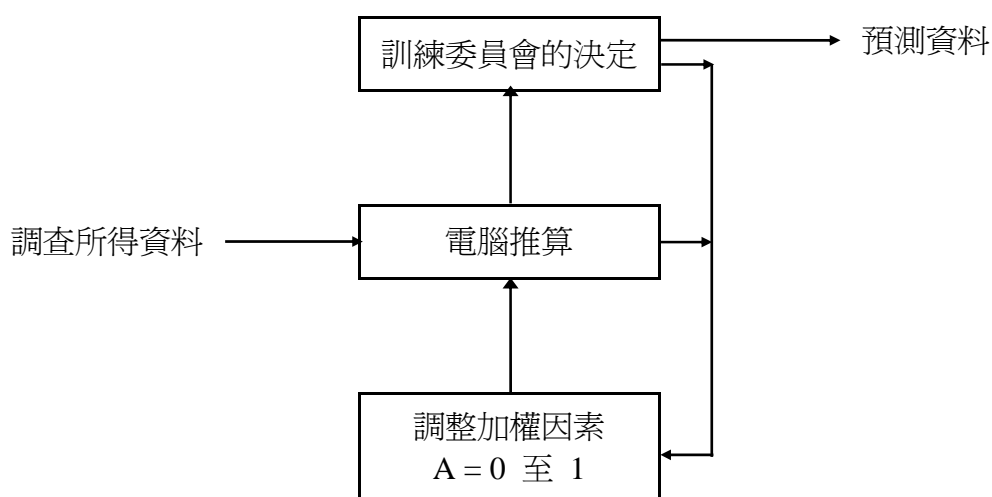 訓練委員會的決定
預測資料
調查所得資料
電腦推算
調整加權因素
A = 0 至 1